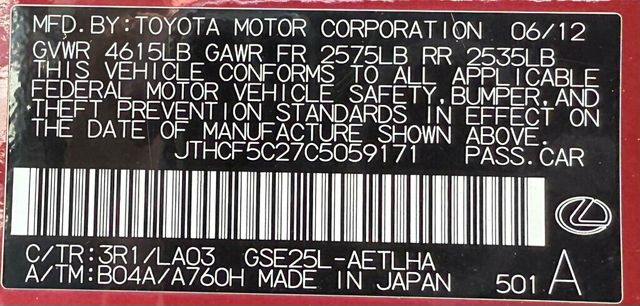 MFD.BY:TOYOTA MOTOR CORPORATION 06/12
GVWR 4615LB GAWR FR 2575LB RR 2535LB
THIS VEHICLE CONFORMS TO ALL APPLICABLE
FEDERAL MOTOR VEHICLE SAFETY,BUMPER,AND
THEFT PREVENTION STANDARDS IN EFFECT ON
THE DATE OF MANUFACTURE SHOWN ABOVE.
JTHCF5C27C5059171 PASS.CAR
C/TR:3R1/LA03 GSE25L-AETLHA
A/TM:B04A/A760H MADE IN JAPAN 501 A